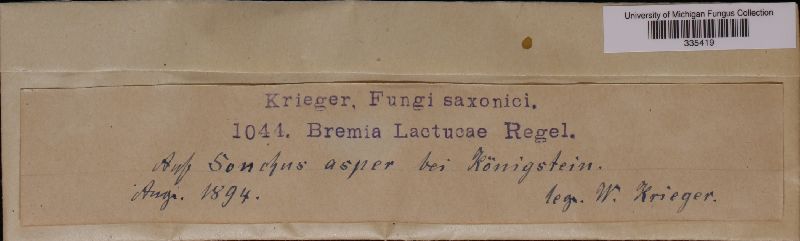 University of Michigan Fungus Collection
335419
Krieger, Fungi saxonici.
1044. Bremia Lactucae Regel.
Auf Sonchus asper bei Königstein.
Aug. 1894. leg. W. Krieger.